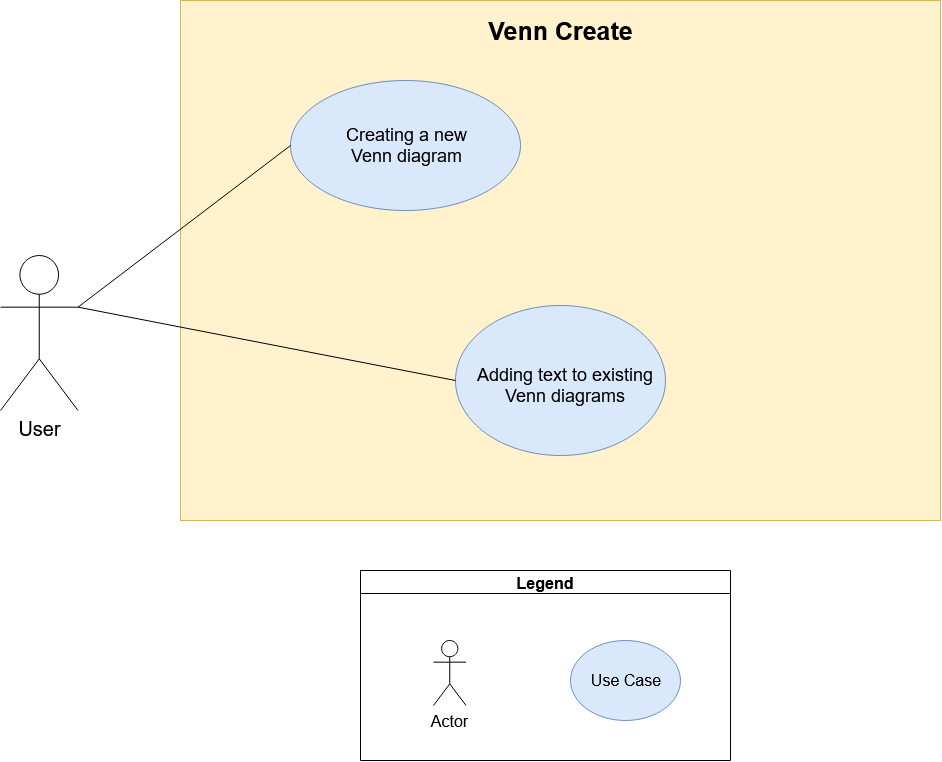 Venn Create
Creating a new
Venn diagram
Adding text to existing
Venn diagrams
User
Legend
Actor
Use Case